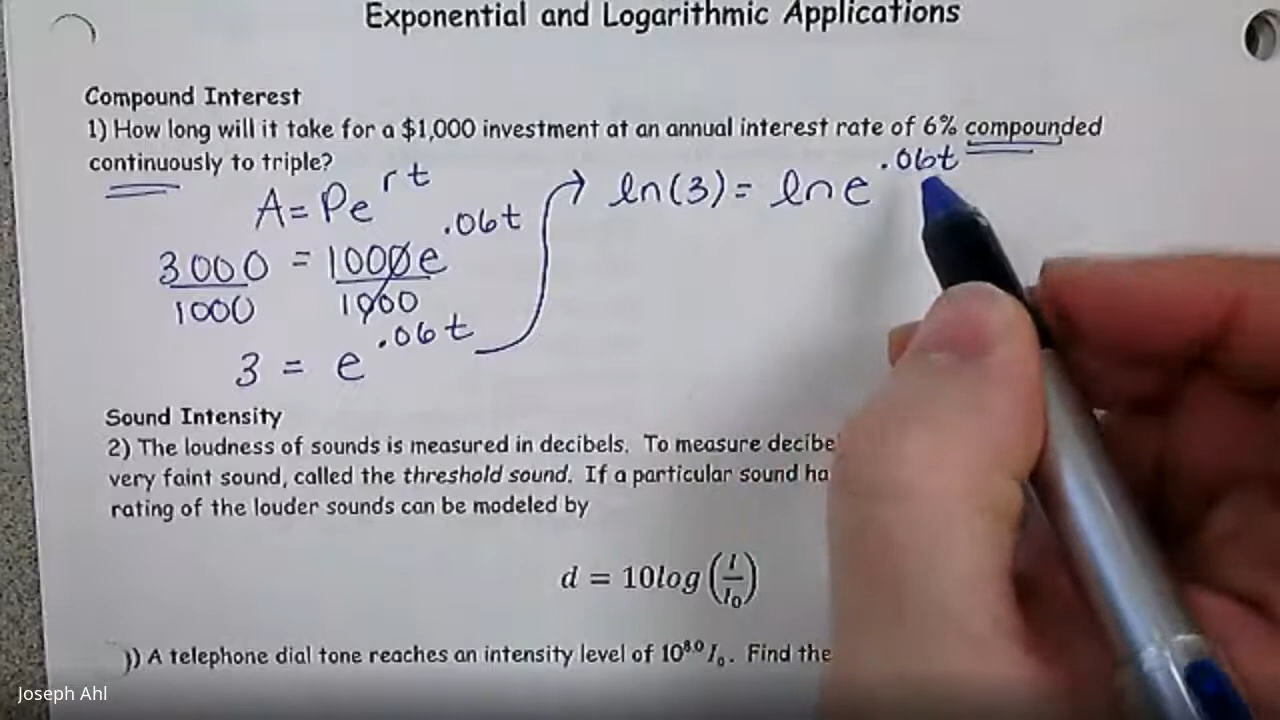 Exponential and Logarithmic Applications
Compound Interest
1) How long will it take for a $1,000 investment at an annual interest rate of 6% compounded
continuously to triple?
A=Pe^rt
3000 = 1000e^.06t
1000 1000
3 = e^.06t
ln(3) = ln e^.06t
Sound Intensity
2) The loudness of sounds is measured in decibels. To measure decibe
very faint sound, called the threshold sound. If a particular sound ha
rating of the louder sounds can be modeled by
d = 10log(I/I₀)
)) A telephone dial tone reaches an intensity level of 10^8.0 I₀. Find the
Joseph Ahl